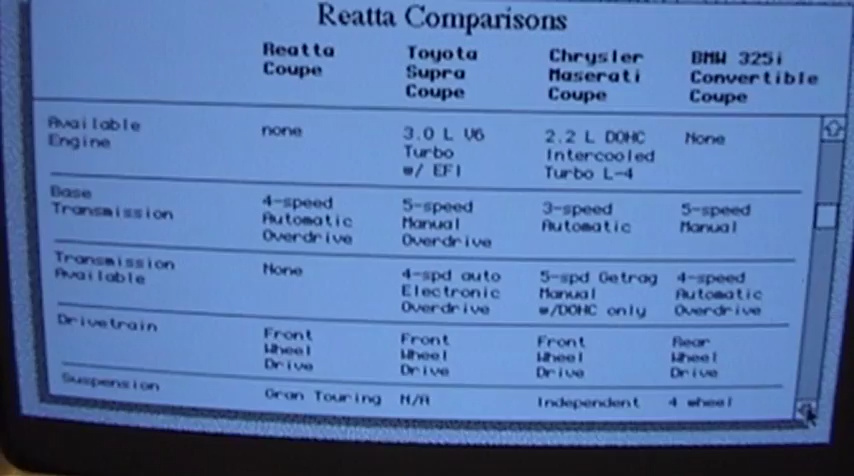 Reatta Comparisons
Reatta Coupe
Toyota Supra Coupe
Chrysler Maserati Coupe
BMW 325i Convertible Coupe
Available Engine
none
3.0 L V6 Turbo w/ EFI
2.2 L DOHC Intercooled Turbo L-4
None
Base Transmission
4-speed Automatic Overdrive
5-speed Manual Overdrive
3-speed Automatic
5-speed Manual
Transmission Available
None
4-spd auto Electronic Overdrive
5-spd Getrag Manual w/DOHC only
4-speed Automatic Overdrive
Drivetrain
Front Wheel Drive
Front Wheel Drive
Front Wheel Drive
Rear Wheel Drive
Suspension
Gran Touring
N/A
Independent
4 wheel